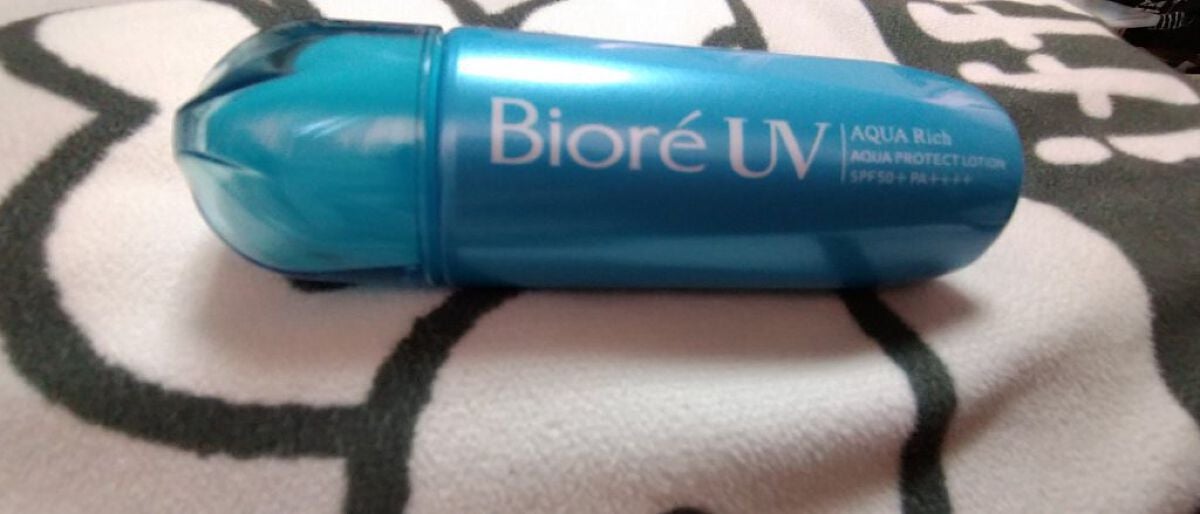 Bioré UV
AQUA Rich
AQUA PROTECT LOTION
SPF50+ PA++++